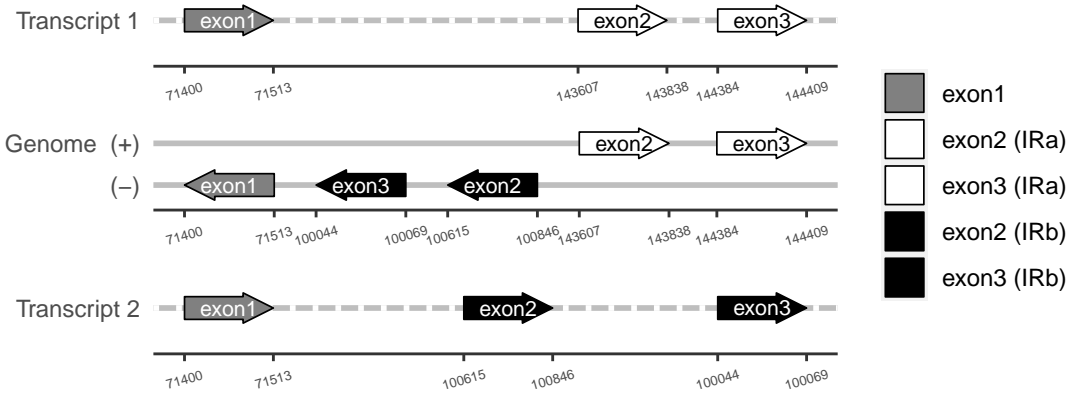 Transcript 1 exon1 exon2 exon3
71400 71513 143607 143838 144384 144409
Genome (+) exon2 exon3
(−) exon1 exon3 exon2
71400 71513 100044 100069 100615 100846 143607 143838 144384 144409
Transcript 2 exon1 exon2 exon3
71400 71513 100615 100846 100044 100069
exon1
exon2 (IRa)
exon3 (IRa)
exon2 (IRb)
exon3 (IRb)